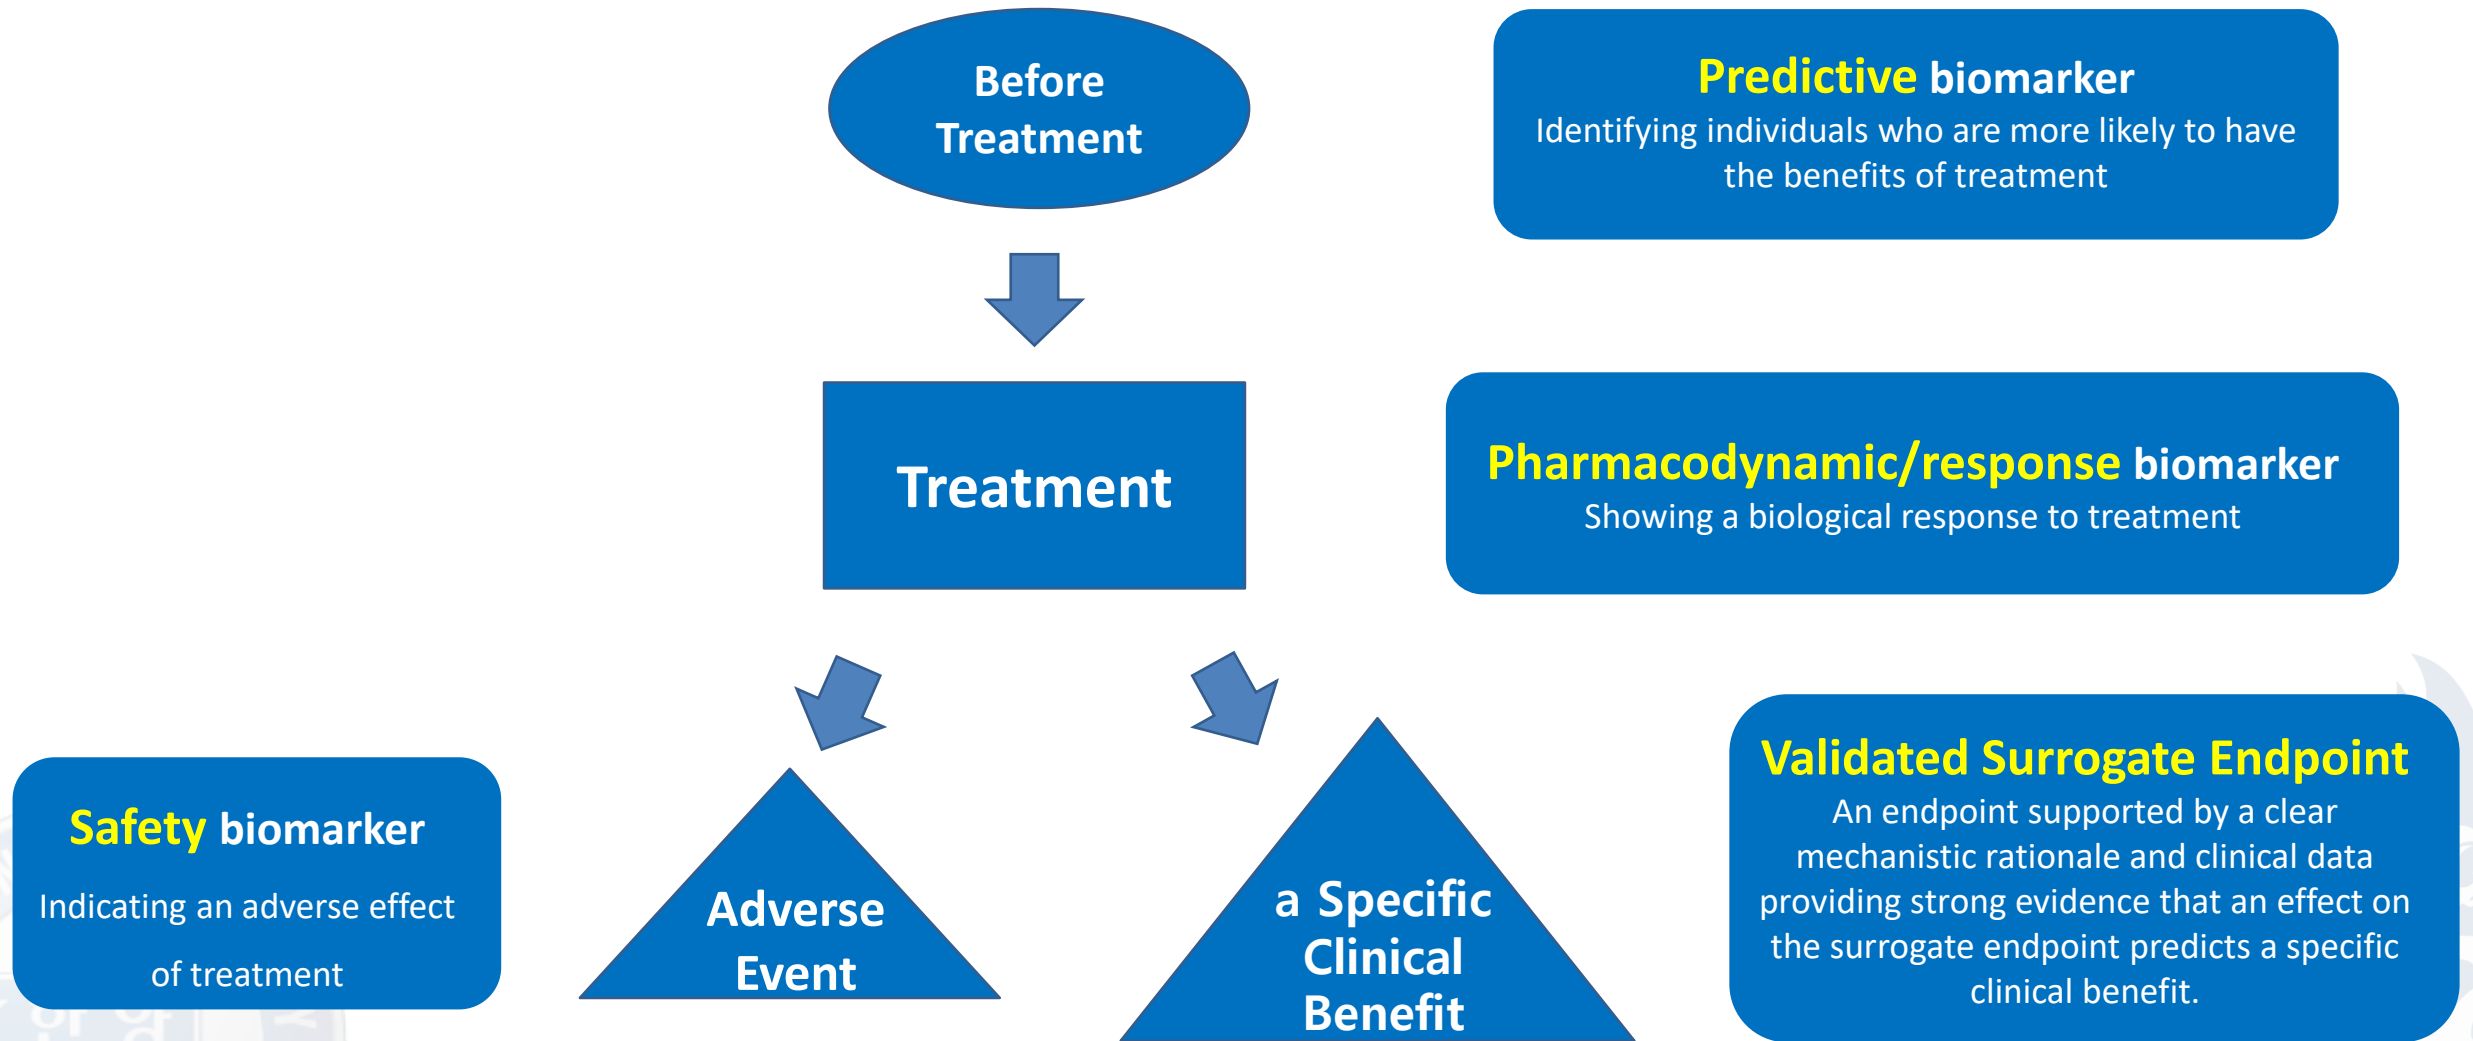 Before
Treatment
Predictive biomarker
Identifying individuals who are more likely to have
the benefits of treatment
Treatment
Pharmacodynamic/response biomarker
Showing a biological response to treatment
Safety biomarker
Indicating an adverse effect
of treatment
Adverse
Event
a Specific
Clinical
Benefit
Validated Surrogate Endpoint
An endpoint supported by a clear
mechanistic rationale and clinical data
providing strong evidence that an effect on
the surrogate endpoint predicts a specific
clinical benefit.